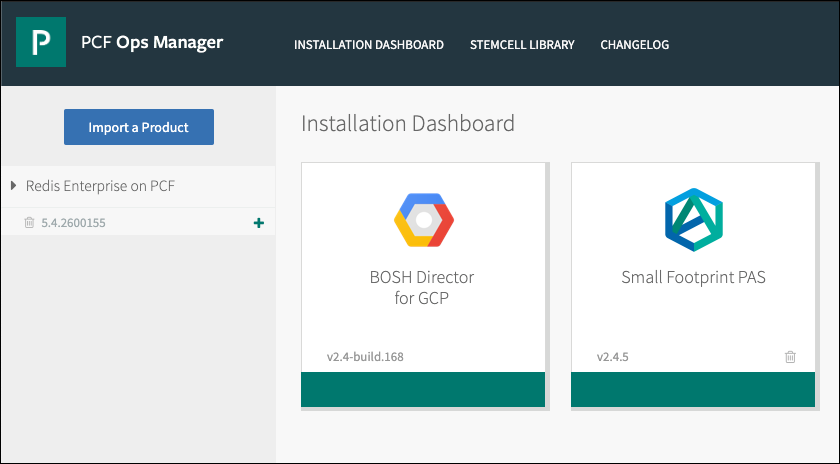 P
PCF Ops Manager
INSTALLATION DASHBOARD
STEMCELL LIBRARY
CHANGELOG
Import a Product
Redis Enterprise on PCF
5.4.2600155
Installation Dashboard
BOSH Director
for GCP
v2.4-build.168
Small Footprint PAS
v2.4.5